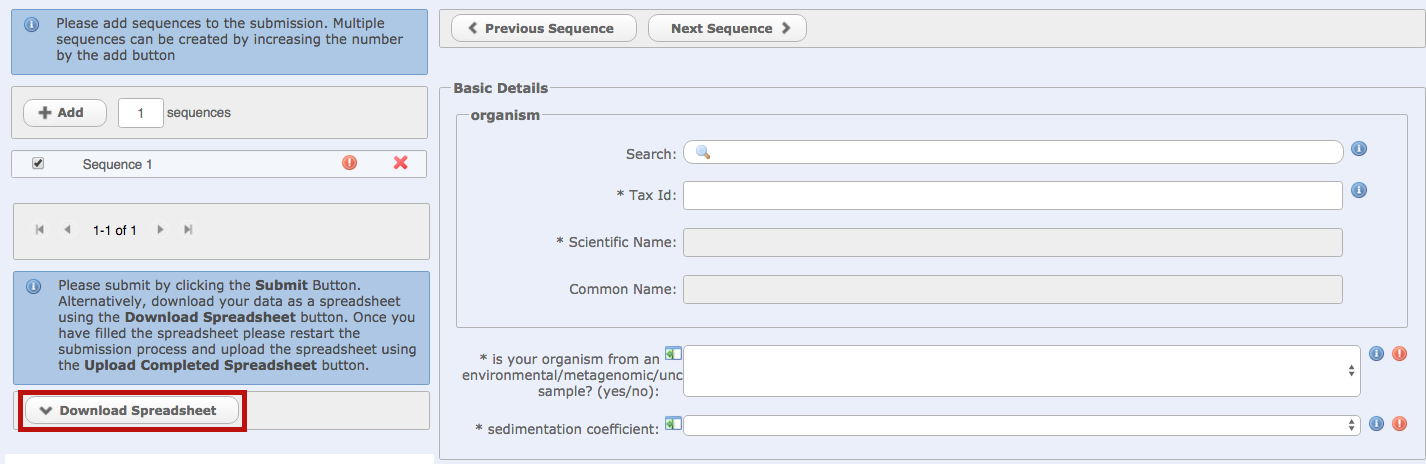 Please add sequences to the submission. Multiple
sequences can be created by increasing the number
by the add button
Add
1
sequences
Sequence 1
1-1 of 1
Please submit by clicking the Submit Button.
Alternatively, download your data as a spreadsheet
using the Download Spreadsheet button. Once you
have filled the spreadsheet please restart the
submission process and upload the spreadsheet using
the Upload Completed Spreadsheet button.
Download Spreadsheet
Previous Sequence
Next Sequence
Basic Details
organism
Search:
* Tax Id:
* Scientific Name:
Common Name:
* is your organism from an
environmental/metagenomic/unc
sample? (yes/no):
* sedimentation coefficient: